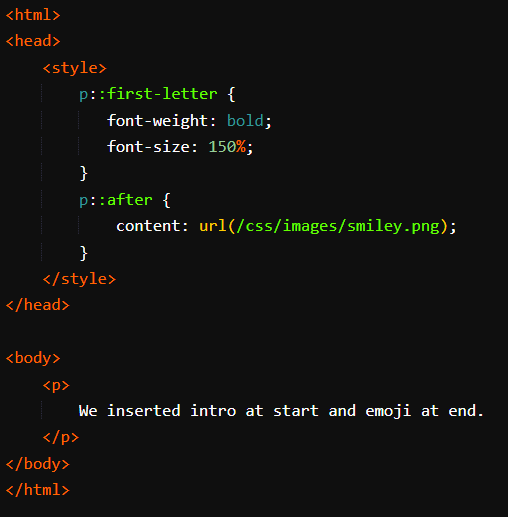 <html>
<head>
    <style>
        p::first-letter {
           font-weight: bold;
           font-size: 150%;
        }
        p::after {
            content: url(/css/images/smiley.png);
        }
    </style>
</head>

<body>
    <p>
        We inserted intro at start and emoji at end.
    </p>
</body>
</html>